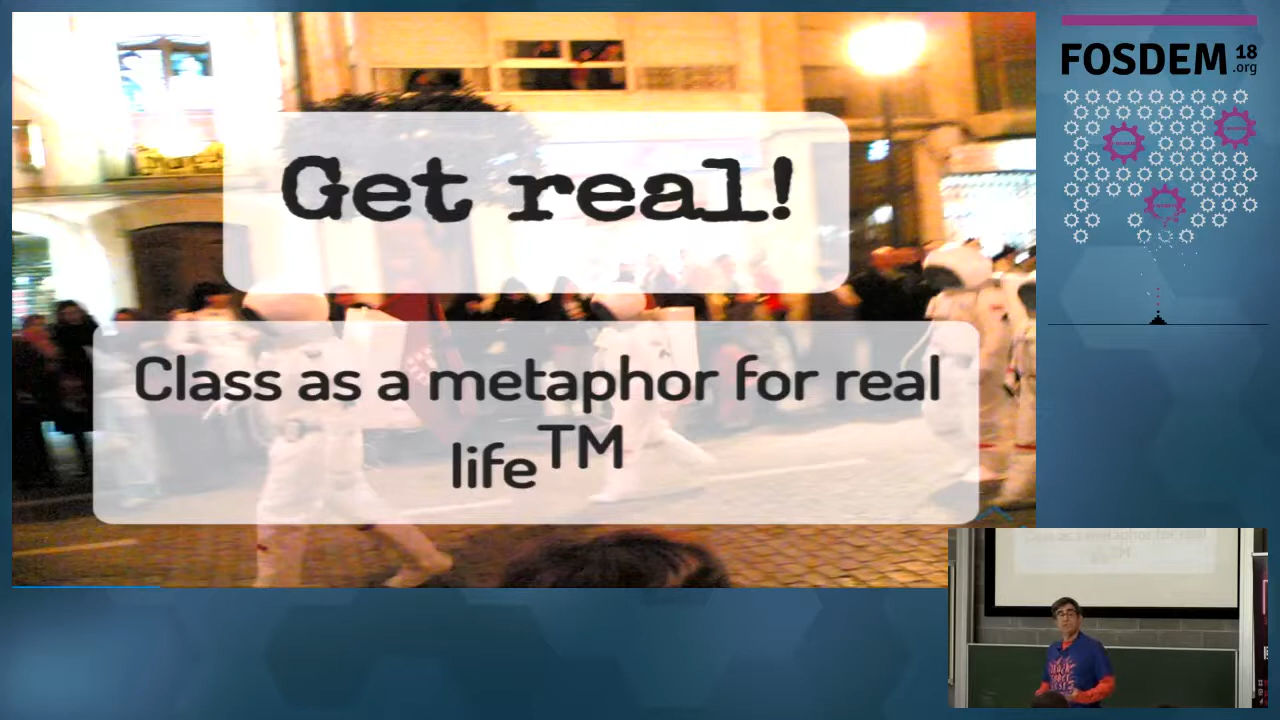 Get real!
Class as a metaphor for real
life™
FOSDEM 18
.org